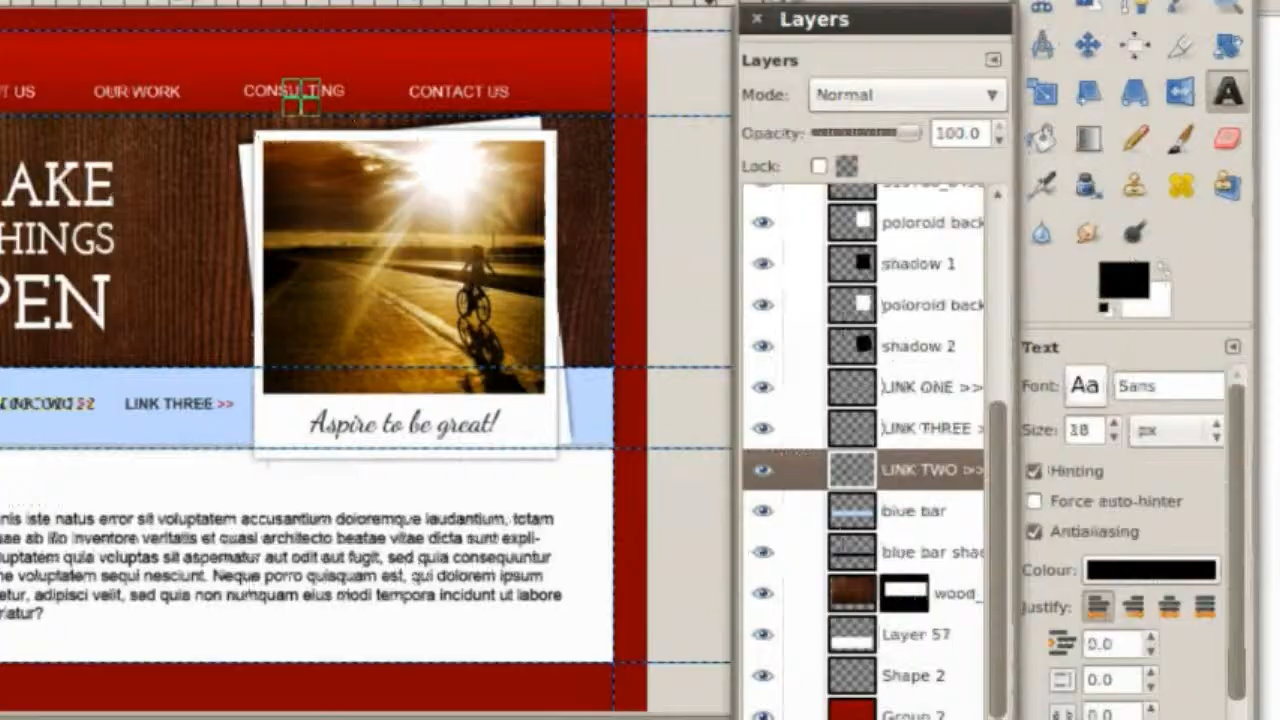 T US
OUR WORK
CONSULTING
CONTACT US
AKE
HINGS
PEN
LINK THREE >>
Aspire to be great!
nis iste natus error sit voluptatem accusantium doloremque laudantium, totam
uae ab illo inventore veritatis et quasi architecto beatae vitae dicta sunt expli-
uptatem quia voluptas sit aspernatur aut odit aut fugit, sed quia consequuntur
ne voluptatem sequi nesciunt. Neque porro quisquam est, qui dolorem ipsum
etur, adipisci velit, sed quia non numquam eius modi tempora incidunt ut labore
riatur?
Layers
Layers
Mode: Normal
Opacity: 100.0
Lock:
poloroid back
shadow 1
poloroid back
shadow 2
LINK ONE >>
LINK THREE >
LINK TWO >>
blue bar
blue bar sha
wood_
Layer 57
Shape 2
Group 2
Text
Font: Aa Sans
Size: 18 px
Hinting
Force auto-hinter
Antialiasing
Colour:
Justify:
0.0
0.0
0.0